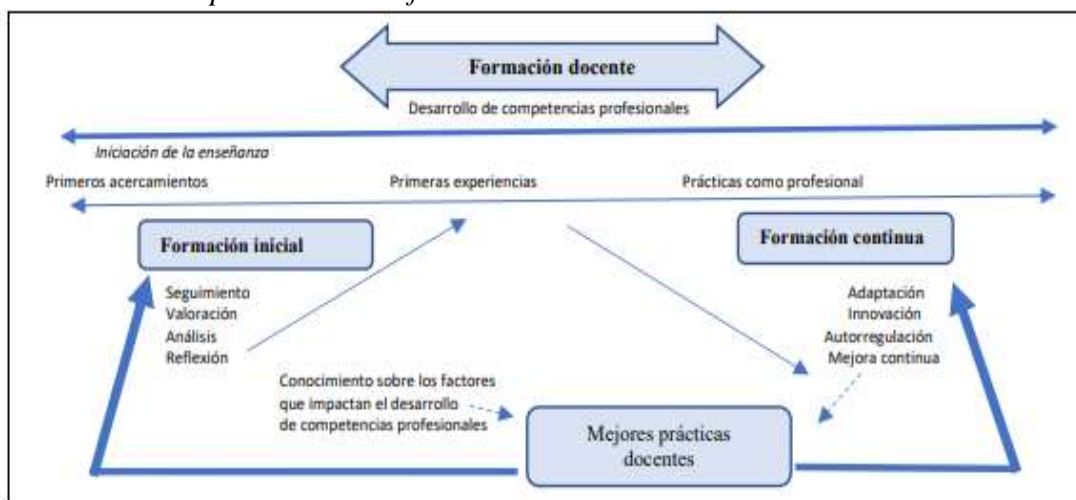 Formación docente
Desarrollo de competencias profesionales
Iniciación de la enseñanza
Primeros acercamientos
Primeras experiencias
Prácticas como profesional
Formación inicial
Formación continua
Seguimiento
Valoración
Análisis
Reflexión
Adaptación
Innovación
Autorregulación
Mejora continua
Conocimiento sobre los factores
que impactan el desarrollo
de competencias profesionales
Mejores prácticas
docentes